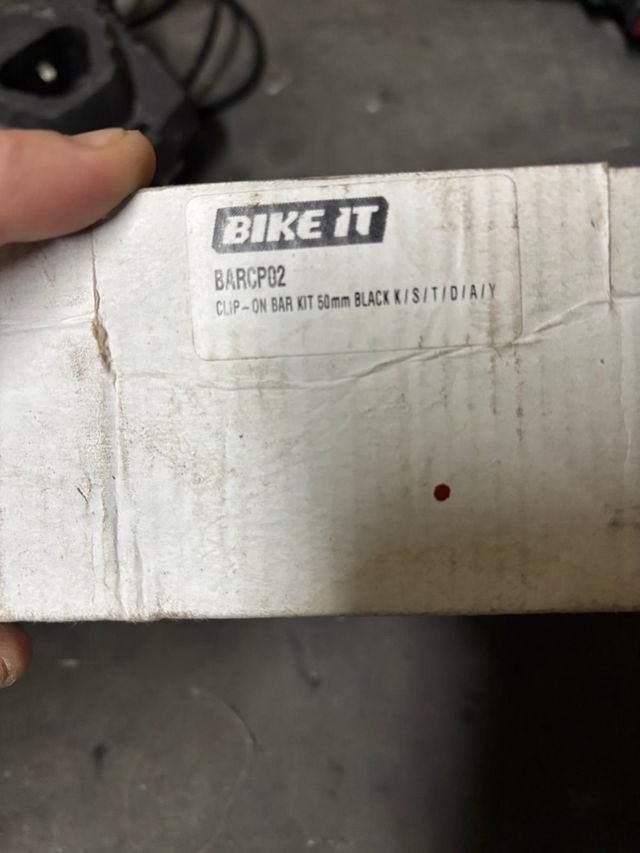 BIKE IT
BARCP02
CLIP-ON BAR KIT 50mm BLACK K/S/T/D/A/Y